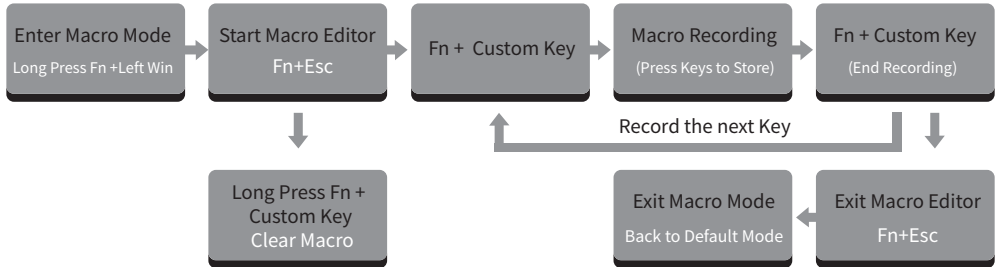 Enter Macro Mode
Long Press Fn +Left Win
Start Macro Editor
Fn+Esc
Fn + Custom Key
Macro Recording
(Press Keys to Store)
Fn + Custom Key
(End Recording)
Record the next Key
Long Press Fn +
Custom Key
Clear Macro
Exit Macro Mode
Back to Default Mode
Exit Macro Editor
Fn+Esc